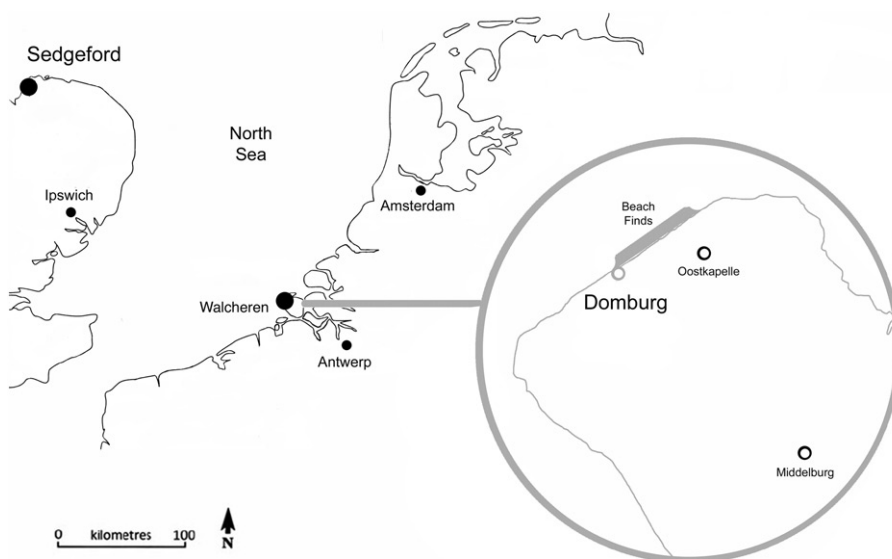 Sedgeford
North
Sea
Ipswich
Amsterdam
Beach
Finds
Oostkapelle
Domburg
Walcheren
Antwerp
Middelburg
0 kilometres 100
N